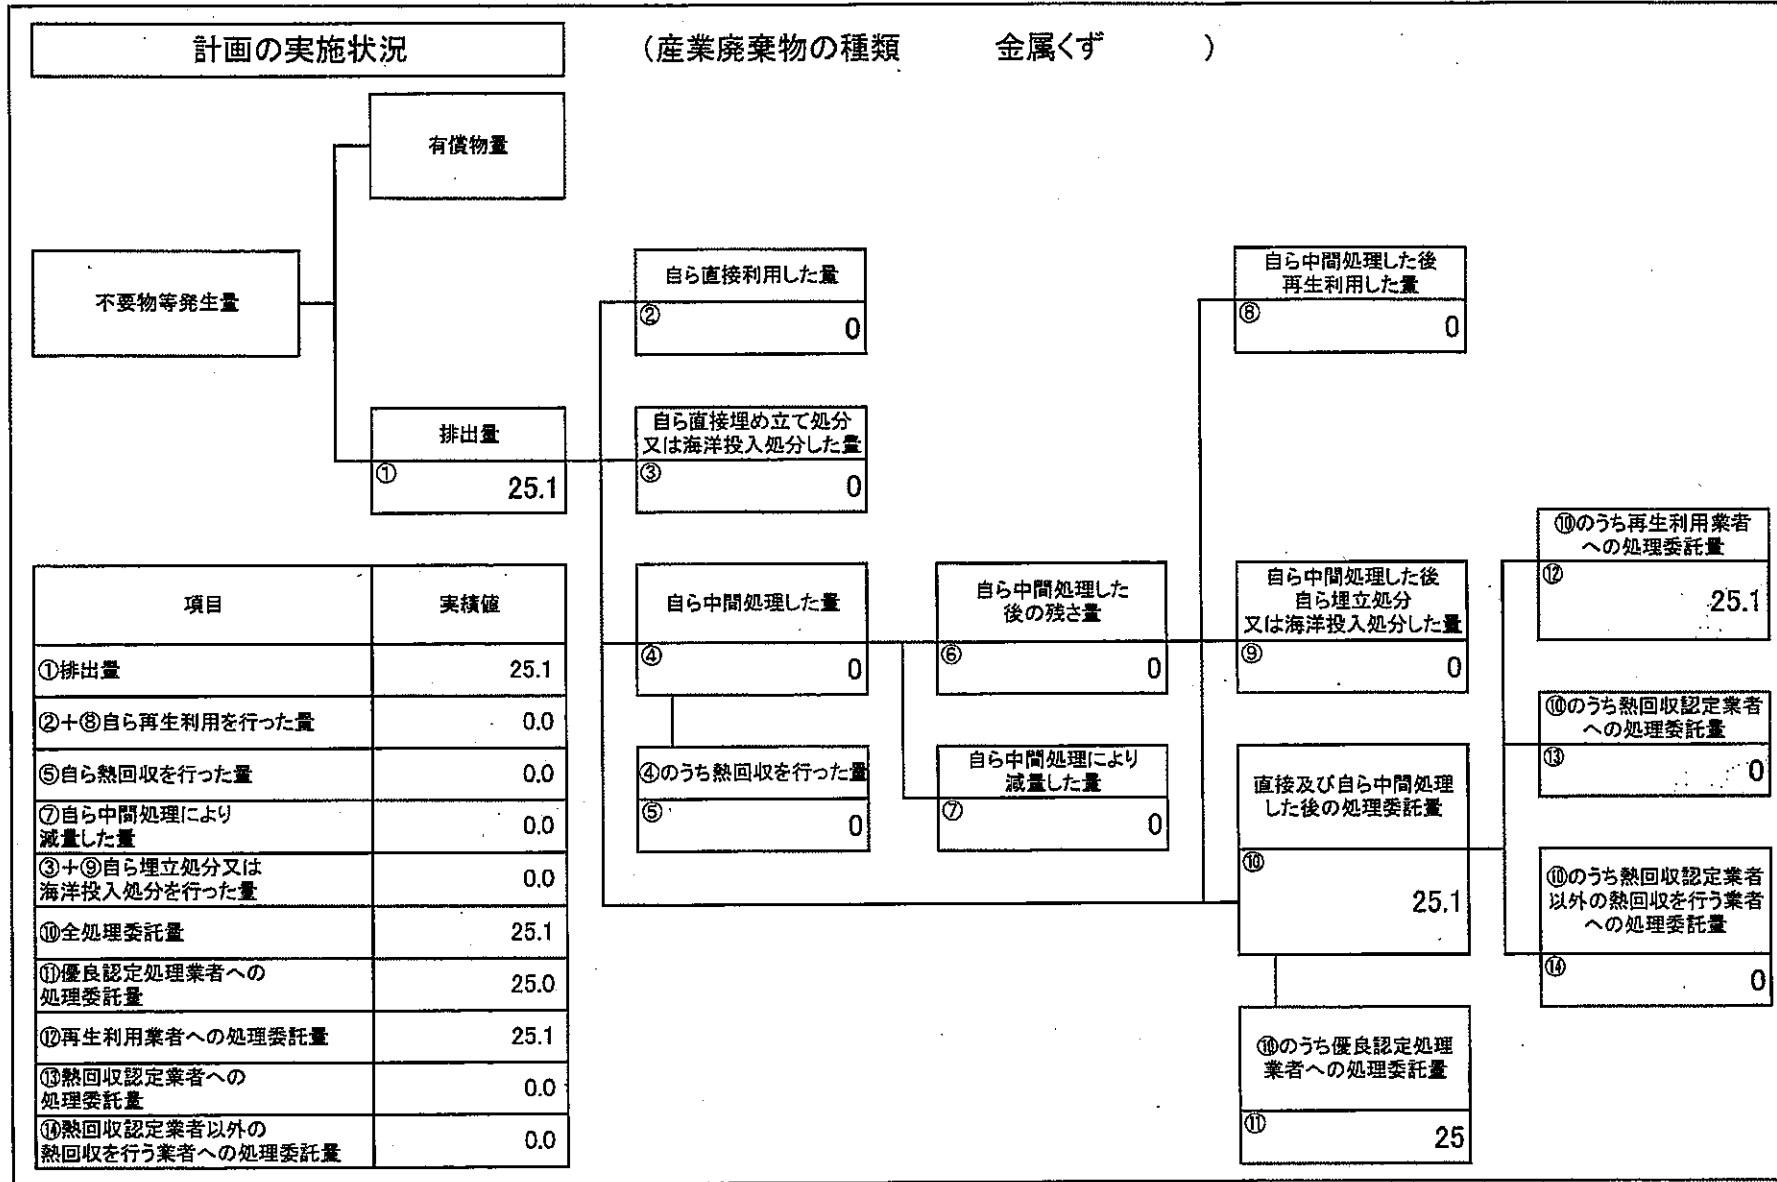 計画の実施状況
（産業廃棄物の種類　金属くず　）
有償物量
不要物等発生量
排出量
① 25.1
自ら直接利用した量
② 0
自ら直接埋め立て処分
又は海洋投入処分した量
③ 0
自ら中間処理した量
④ 0
④のうち熱回収を行った量
⑤ 0
自ら中間処理した
後の残さ量
⑥ 0
自ら中間処理により
減量した量
⑦ 0
自ら中間処理した後
再生利用した量
⑧ 0
自ら中間処理した後
自ら埋立処分
又は海洋投入処分した量
⑨ 0
直接及び自ら中間処理
した後の処理委託量
⑩ 25.1
⑩のうち優良認定処理
業者への処理委託量
⑪ 25
⑩のうち再生利用業者
への処理委託量
⑫ 25.1
⑩のうち熱回収認定業者
への処理委託量
⑬ 0
⑩のうち熱回収認定業者
以外の熱回収を行う業者
への処理委託量
⑭ 0
項目 実績値
①排出量 25.1
②＋⑧自ら再生利用を行った量 0.0
⑤自ら熱回収を行った量 0.0
⑦自ら中間処理により
減量した量 0.0
③＋⑨自ら埋立処分又は
海洋投入処分を行った量 0.0
⑩全処理委託量 25.1
⑪優良認定処理業者への
処理委託量 25.0
⑫再生利用業者への処理委託量 25.1
⑬熱回収認定業者への
処理委託量 0.0
⑭熱回収認定業者以外の
熱回収を行う業者への処理委託量 0.0